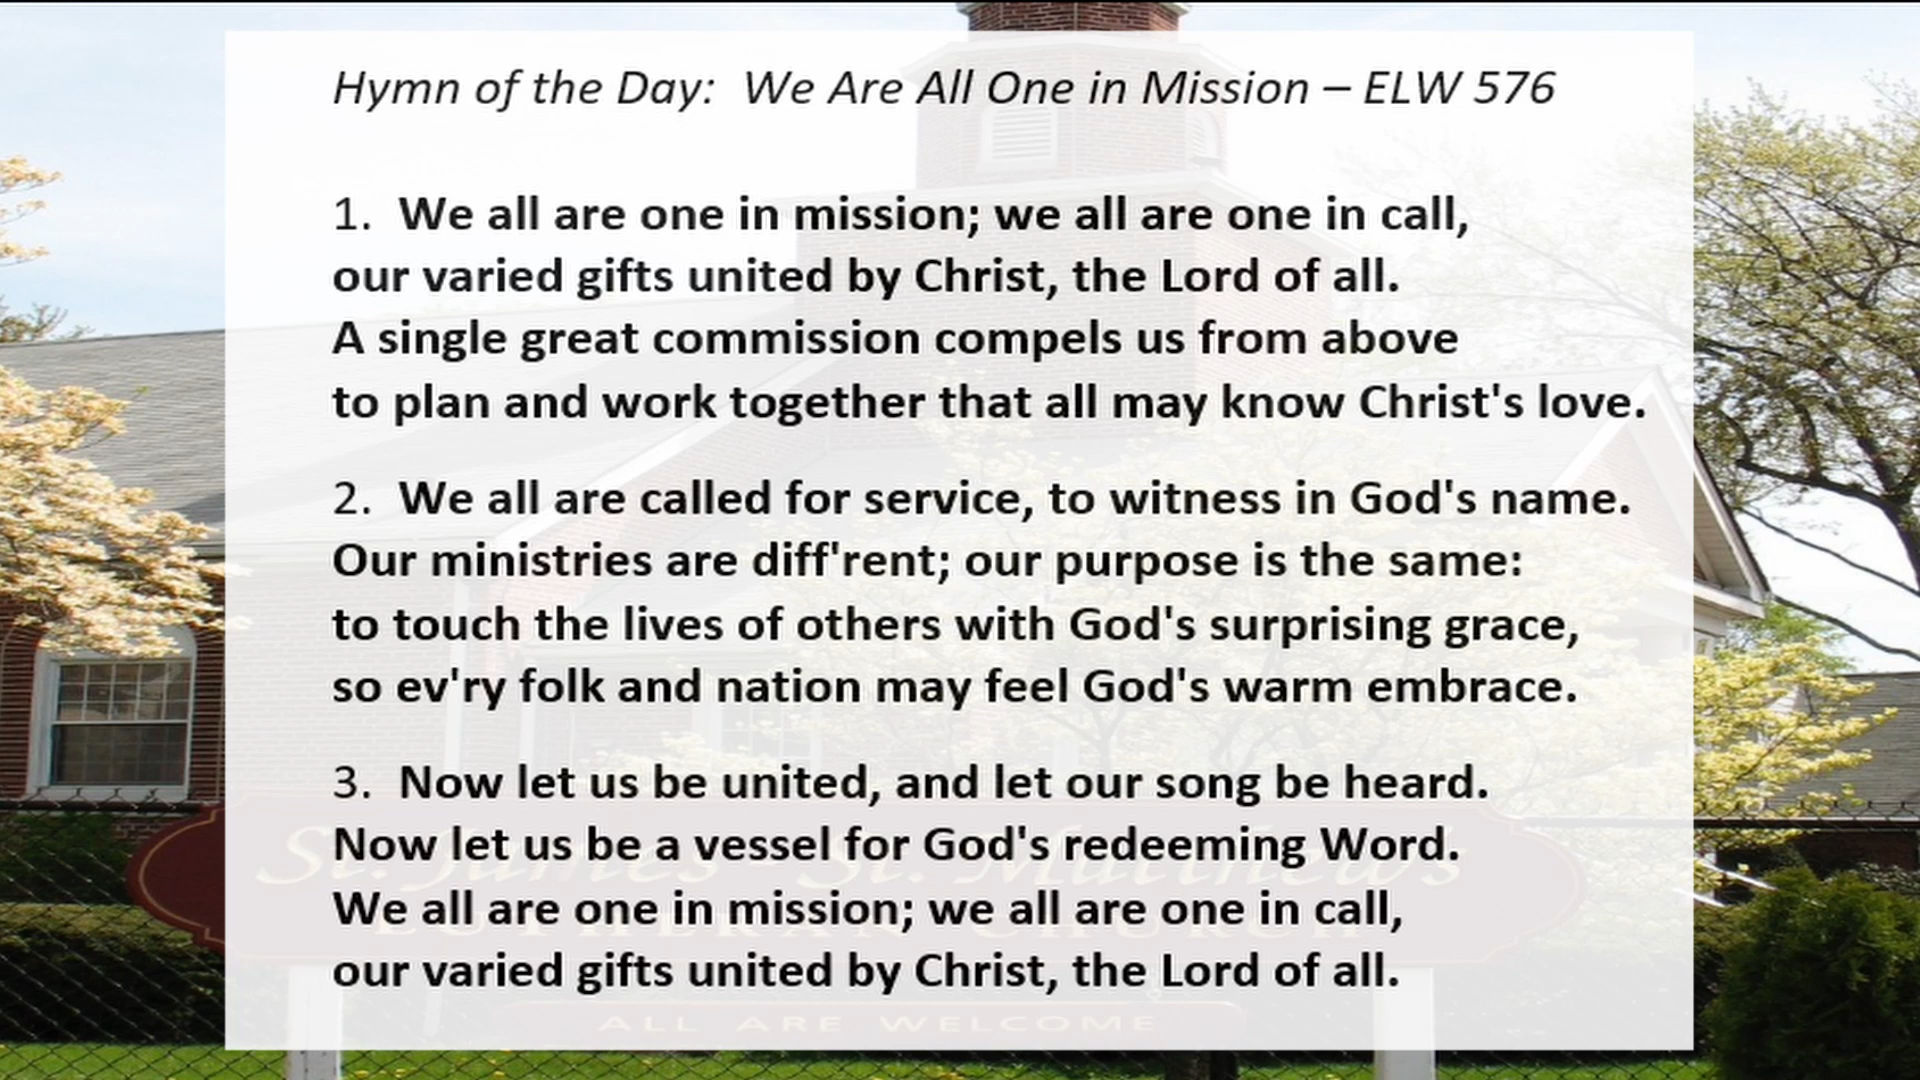 Hymn of the Day:  We Are All One in Mission – ELW 576
1.  We all are one in mission; we all are one in call,
our varied gifts united by Christ, the Lord of all.
A single great commission compels us from above
to plan and work together that all may know Christ's love.
2.  We all are called for service, to witness in God's name.
Our ministries are diff'rent; our purpose is the same:
to touch the lives of others with God's surprising grace,
so ev'ry folk and nation may feel God's warm embrace.
3.  Now let us be united, and let our song be heard.
Now let us be a vessel for God's redeeming Word.
We all are one in mission; we all are one in call,
our varied gifts united by Christ, the Lord of all.
St. James - St. Matthew's
LUTHERAN CHURCH
ALL ARE WELCOME